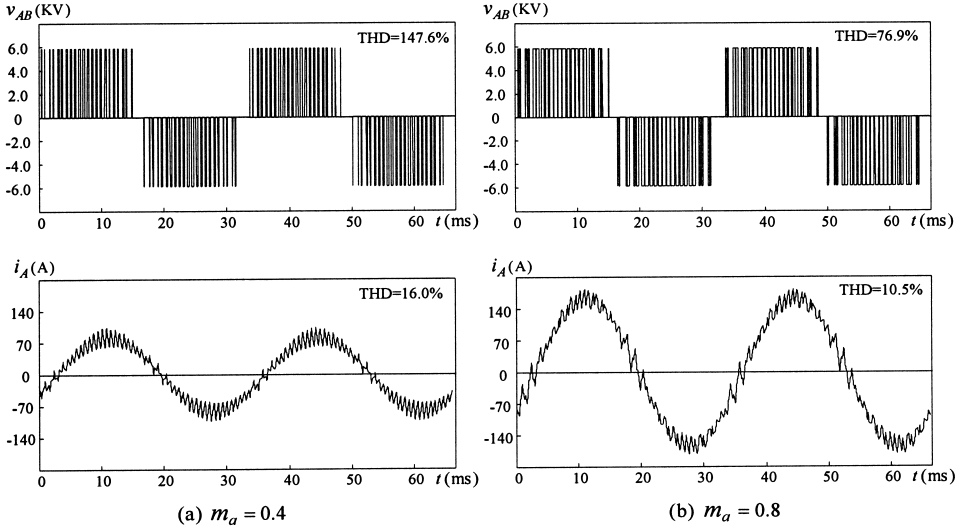 v_AB (KV)
THD=147.6%
6.0
4.0
2.0
0
-2.0
-4.0
-6.0
0 10 20 30 40 50 60 t (ms)
v_AB (KV)
THD=76.9%
6.0
4.0
2.0
0
-2.0
-4.0
-6.0
0 10 20 30 40 50 60 t (ms)
i_A (A)
THD=16.0%
140
70
0
-70
-140
0 10 20 30 40 50 60 t (ms)
(a) m_a = 0.4
i_A (A)
THD=10.5%
140
70
0
-70
-140
0 10 20 30 40 50 60 t (ms)
(b) m_a = 0.8